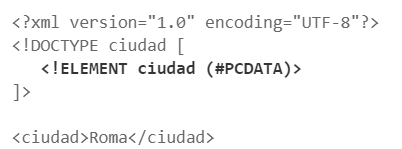 <?xml version="1.0" encoding="UTF-8"?>
<!DOCTYPE ciudad [
<!ELEMENT ciudad (#PCDATA)>
]>
<ciudad>Roma</ciudad>